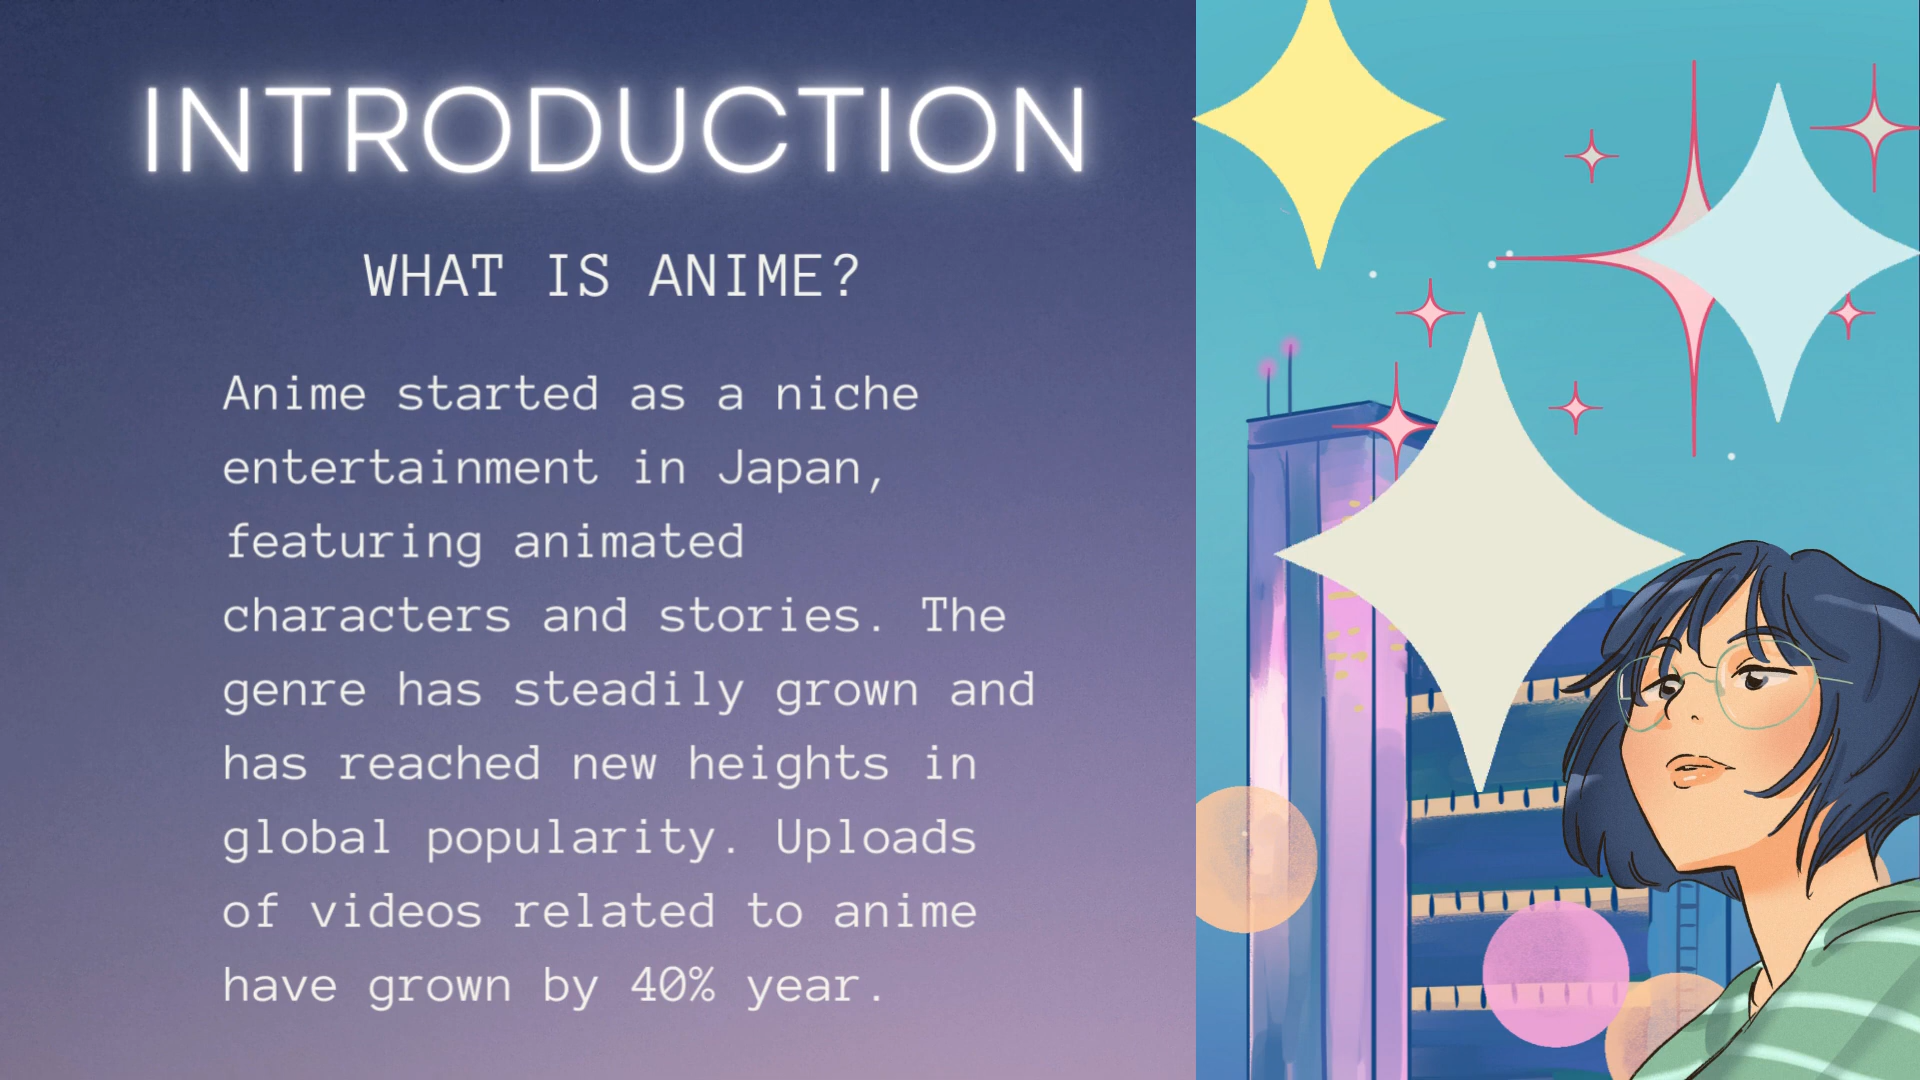 INTRODUCTION
WHAT IS ANIME?
Anime started as a niche
entertainment in Japan,
featuring animated
characters and stories. The
genre has steadily grown and
has reached new heights in
global popularity. Uploads
of videos related to anime
have grown by 40% year.